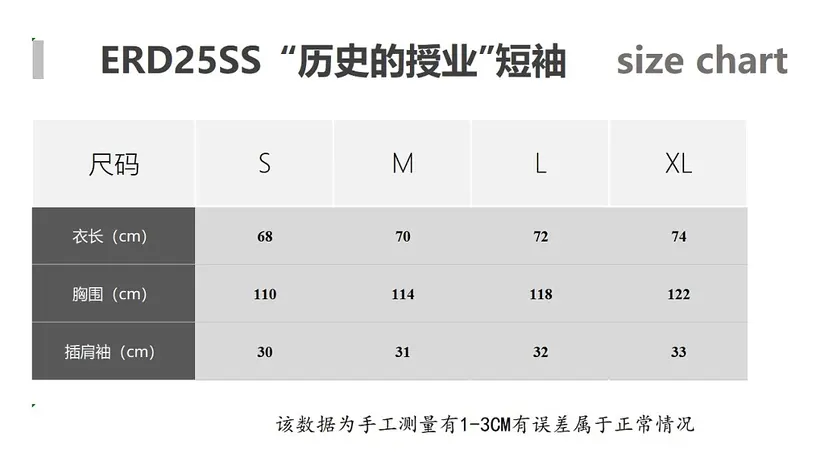 ERD25SS “历史的授业”短袖 size chart
尺码 S M L XL
衣长（cm） 68 70 72 74
胸围（cm） 110 114 118 122
插肩袖（cm） 30 31 32 33
该数据为手工测量有1-3CM有误差属于正常情况